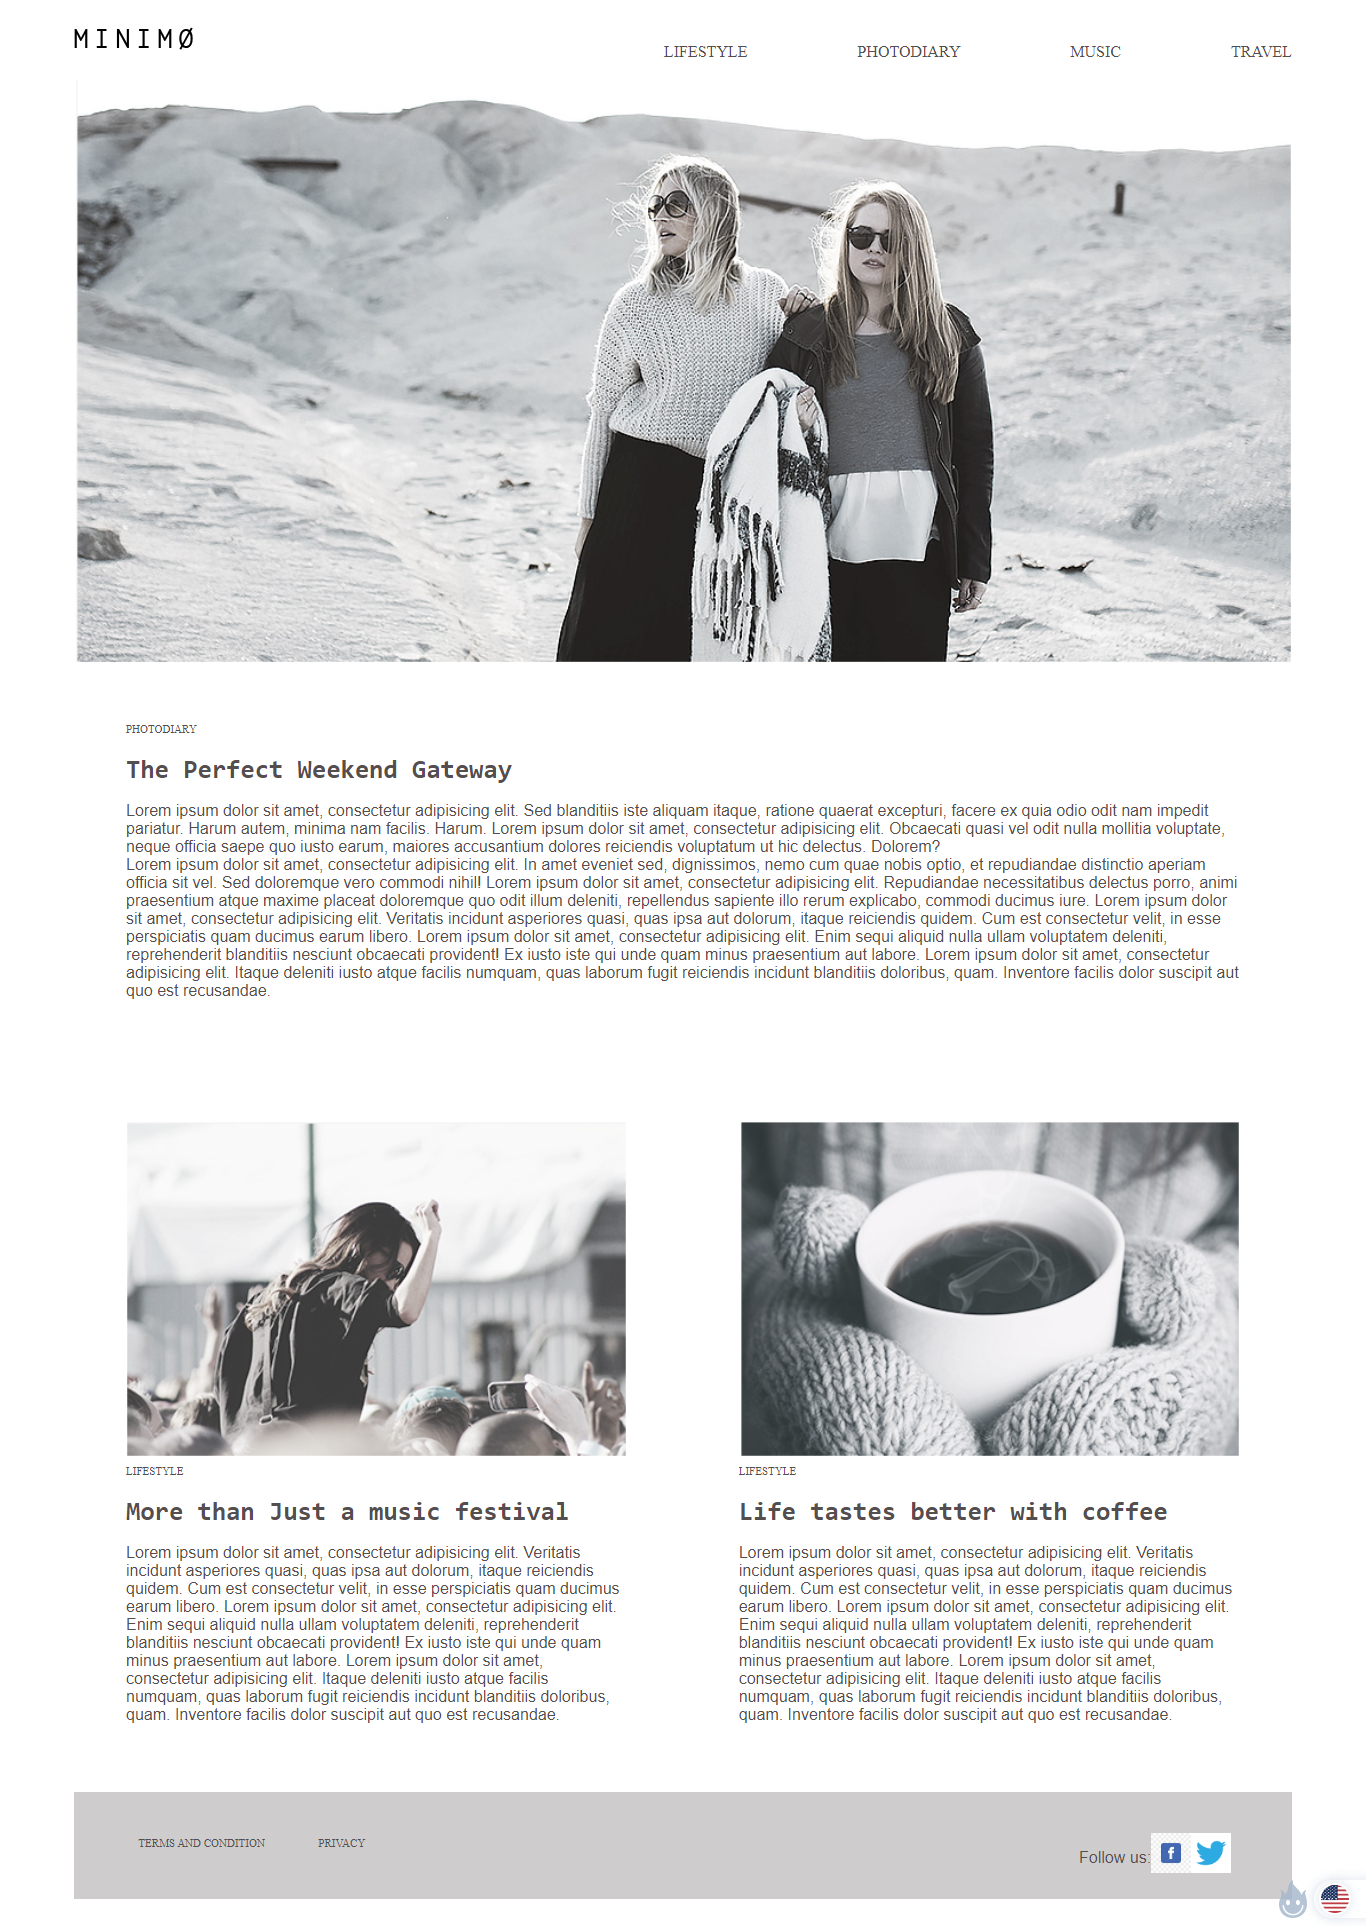 MINIMØ
LIFESTYLE PHOTODIARY MUSIC TRAVEL
PHOTODIARY
The Perfect Weekend Gateway
Lorem ipsum dolor sit amet, consectetur adipisicing elit. Sed blanditiis iste aliquam itaque, ratione quaerat excepturi, facere ex quia odio odit nam impedit
pariatur. Harum autem, minima nam facilis. Harum. Lorem ipsum dolor sit amet, consectetur adipisicing elit. Obcaecati quasi vel odit nulla mollitia voluptate,
neque officia saepe quo iusto earum, maiores accusantium dolores reiciendis voluptatum ut hic delectus. Dolorem?
Lorem ipsum dolor sit amet, consectetur adipisicing elit. In amet eveniet sed, dignissimos, nemo cum quae nobis optio, et repudiandae distinctio aperiam
officia sit vel. Sed doloremque vero commodi nihil! Lorem ipsum dolor sit amet, consectetur adipisicing elit. Repudiandae necessitatibus delectus porro, animi
praesentium atque maxime placeat doloremque quo odit illum deleniti, repellendus sapiente illo rerum explicabo, commodi ducimus iure. Lorem ipsum dolor
sit amet, consectetur adipisicing elit. Veritatis incidunt asperiores quasi, quas ipsa aut dolorum, itaque reiciendis quidem. Cum est consectetur velit, in esse
perspiciatis quam ducimus earum libero. Lorem ipsum dolor sit amet, consectetur adipisicing elit. Enim sequi aliquid nulla ullam voluptatem deleniti,
reprehenderit blanditiis nesciunt obcaecati provident! Ex iusto iste qui unde quam minus praesentium aut labore. Lorem ipsum dolor sit amet, consectetur
adipisicing elit. Itaque deleniti iusto atque facilis numquam, quas laborum fugit reiciendis incidunt blanditiis doloribus, quam. Inventore facilis dolor suscipit aut
quo est recusandae.
LIFESTYLE
More than Just a music festival
Lorem ipsum dolor sit amet, consectetur adipisicing elit. Veritatis
incidunt asperiores quasi, quas ipsa aut dolorum, itaque reiciendis
quidem. Cum est consectetur velit, in esse perspiciatis quam ducimus
earum libero. Lorem ipsum dolor sit amet, consectetur adipisicing elit.
Enim sequi aliquid nulla ullam voluptatem deleniti, reprehenderit
blanditiis nesciunt obcaecati provident! Ex iusto iste qui unde quam
minus praesentium aut labore. Lorem ipsum dolor sit amet,
consectetur adipisicing elit. Itaque deleniti iusto atque facilis
numquam, quas laborum fugit reiciendis incidunt blanditiis doloribus,
quam. Inventore facilis dolor suscipit aut quo est recusandae.
LIFESTYLE
Life tastes better with coffee
Lorem ipsum dolor sit amet, consectetur adipisicing elit. Veritatis
incidunt asperiores quasi, quas ipsa aut dolorum, itaque reiciendis
quidem. Cum est consectetur velit, in esse perspiciatis quam ducimus
earum libero. Lorem ipsum dolor sit amet, consectetur adipisicing elit.
Enim sequi aliquid nulla ullam voluptatem deleniti, reprehenderit
blanditiis nesciunt obcaecati provident! Ex iusto iste qui unde quam
minus praesentium aut labore. Lorem ipsum dolor sit amet,
consectetur adipisicing elit. Itaque deleniti iusto atque facilis
numquam, quas laborum fugit reiciendis incidunt blanditiis doloribus,
quam. Inventore facilis dolor suscipit aut quo est recusandae.
TERMS AND CONDITION PRIVACY
Follow us: